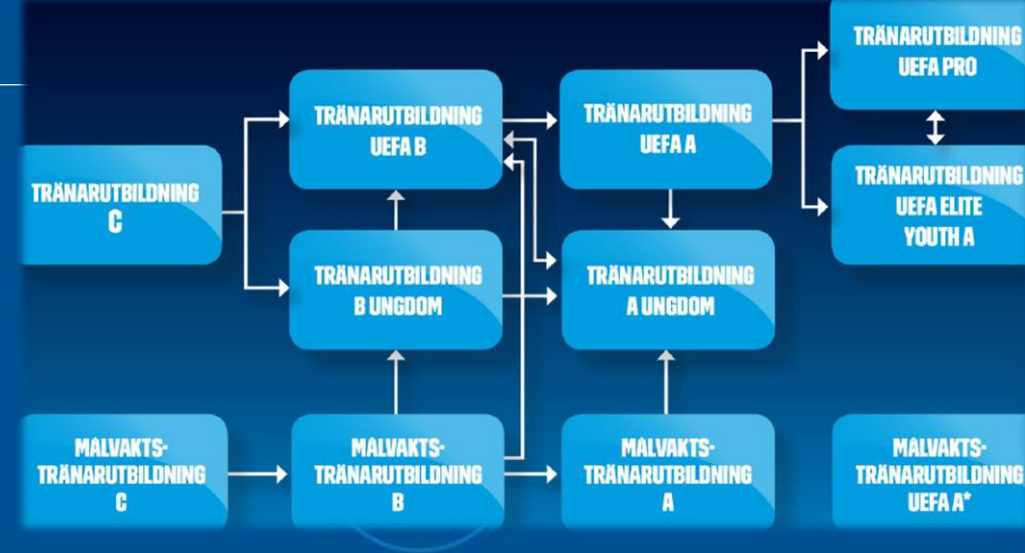 TRÄNARUTBILDNING
UEFA PRO
TRÄNARUTBILDNING
UEFA B
TRÄNARUTBILDNING
UEFA A
TRÄNARUTBILDNING
C
TRÄNARUTBILDNING
UEFA ELITE
YOUTH A
TRÄNARUTBILDNING
B UNGDOM
TRÄNARUTBILDNING
A UNGDOM
MÅLVAKTS-
TRÄNARUTBILDNING
C
MÅLVAKTS-
TRÄNARUTBILDNING
B
MÅLVAKTS-
TRÄNARUTBILDNING
A
MÅLVAKTS-
TRÄNARUTBILDNING
UEFA A*